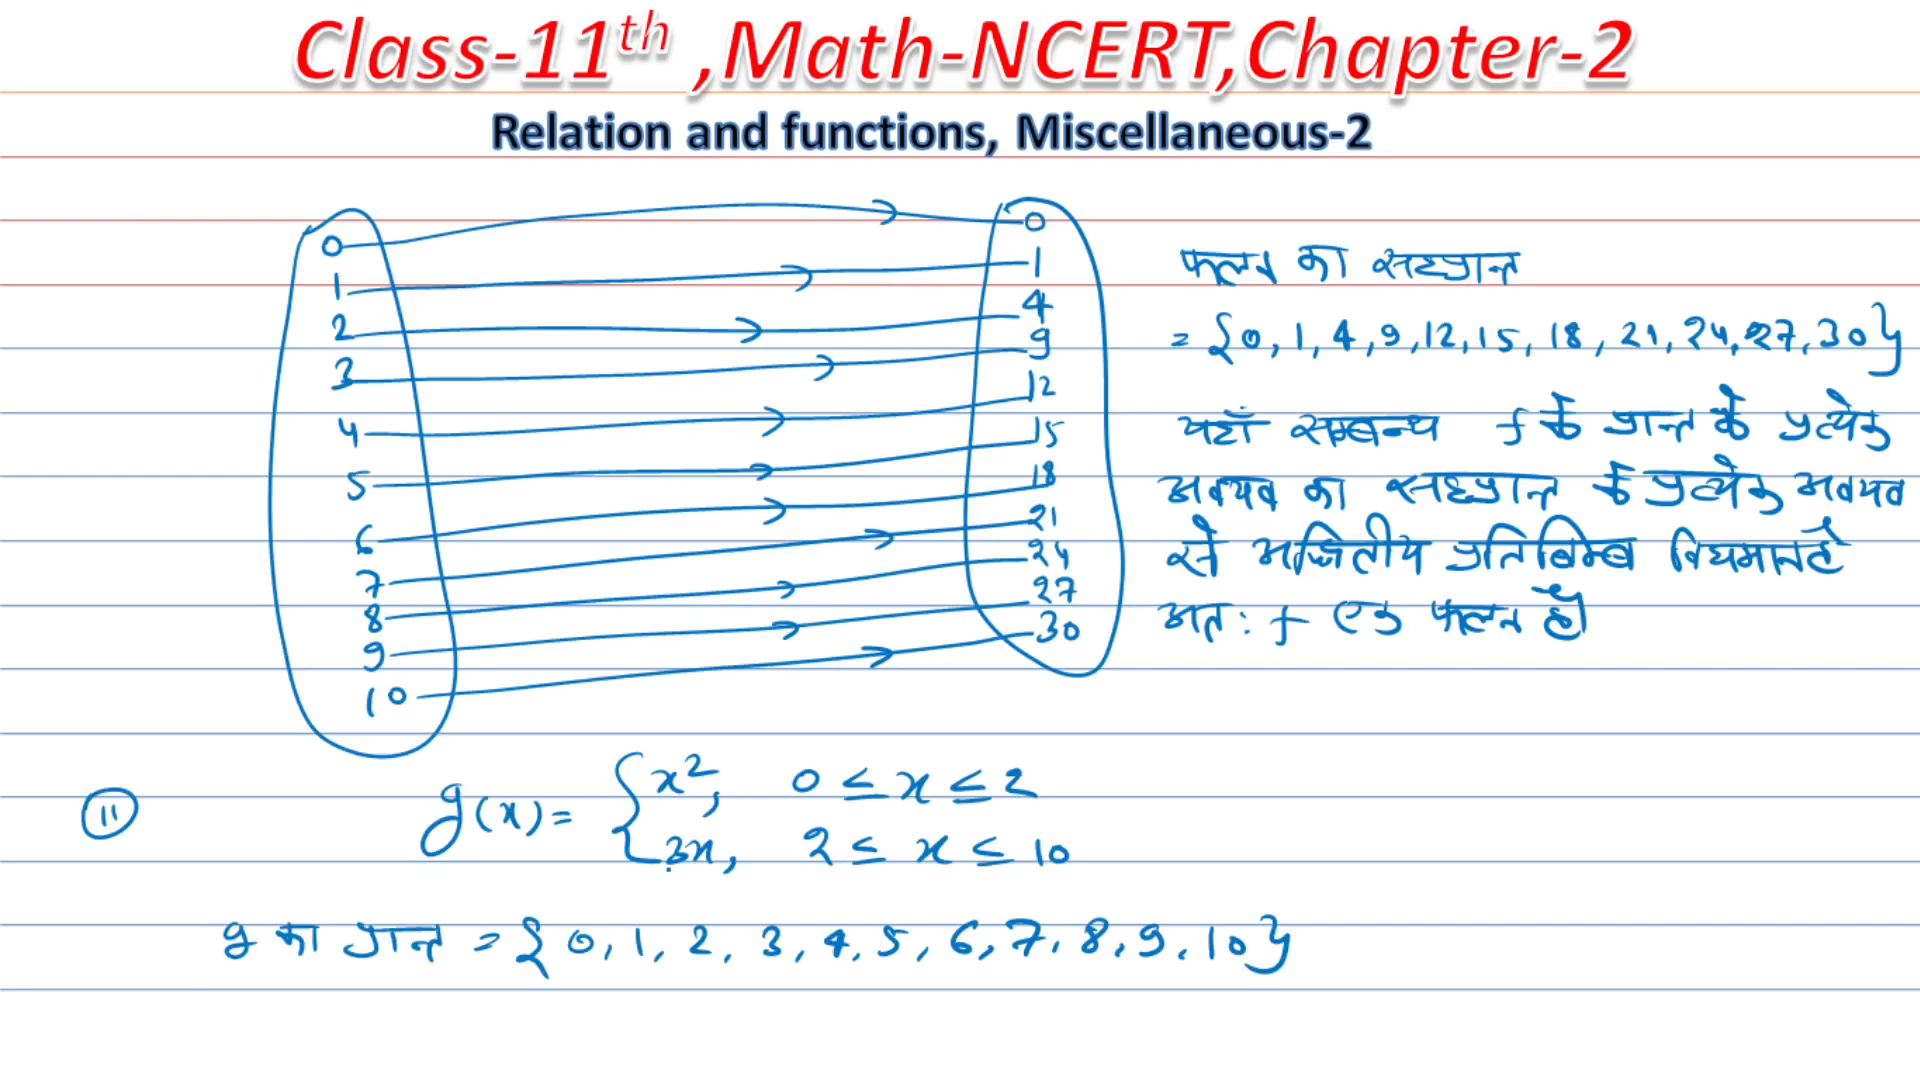 Class-11th ,Math-NCERT,Chapter-2
Relation and functions, Miscellaneous-2
0
1
2
3
4
5
6
7
8
9
10
0
1
4
9
12
15
18
21
24
27
30
फलन का सहप्रान्त
= {0, 1, 4, 9, 12, 15, 18, 21, 24, 27, 30}
यहाँ सम्बन्ध f के प्रान्त के प्रत्येक
अवयव का सहप्रान्त के प्रत्येक अवयव
से अद्वितीय प्रतिबिम्ब विद्यमान है
अतः f एक फलन है।
(11) g(x) = { x², 0 ≤ x ≤ 2
3x, 2 ≤ x ≤ 10
g का प्रान्त = {0, 1, 2, 3, 4, 5, 6, 7, 8, 9, 10}